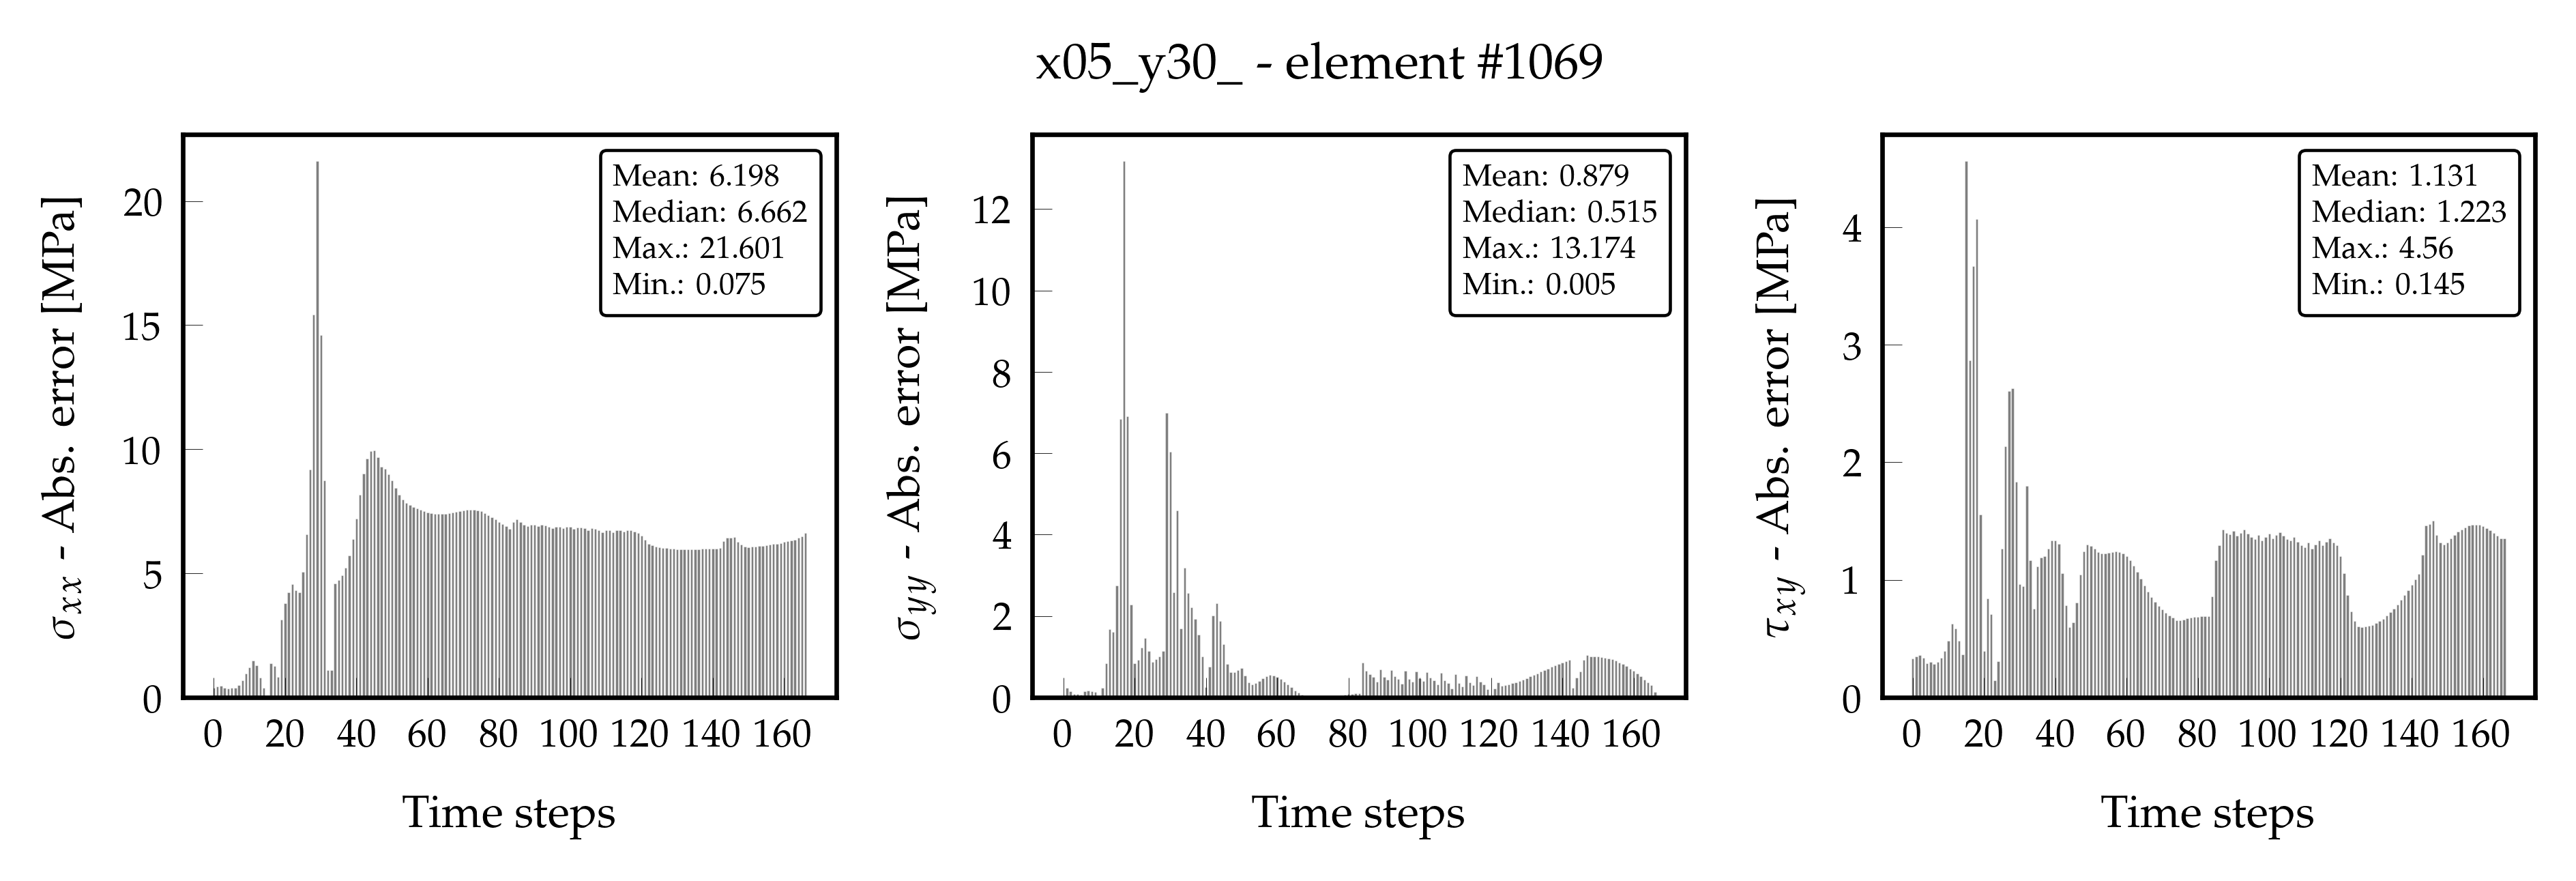 x05_y30_ - element #1069
σxx - Abs. error [MPa]
20
15
10
5
0
Mean: 6.198
Median: 6.662
Max.: 21.601
Min.: 0.075
0 20 40 60 80 100 120 140 160
Time steps
σyy - Abs. error [MPa]
12
10
8
6
4
2
0
Mean: 0.879
Median: 0.515
Max.: 13.174
Min.: 0.005
0 20 40 60 80 100 120 140 160
Time steps
τxy - Abs. error [MPa]
4
3
2
1
0
Mean: 1.131
Median: 1.223
Max.: 4.56
Min.: 0.145
0 20 40 60 80 100 120 140 160
Time steps